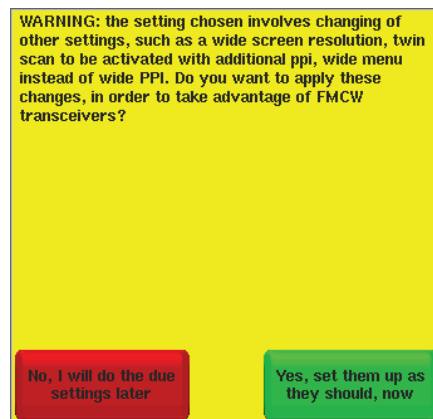 WARNING: the setting chosen involves changing of
other settings, such as a wide screen resolution, twin
scan to be activated with additional ppi, wide menu
instead of wide PPI. Do you want to apply these
changes, in order to take advantage of FMCW
transceivers?
No, I will do the due
settings later
Yes, set them up as
they should, now